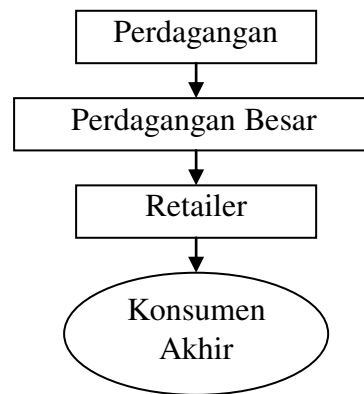 Perdagangan
Perdagangan Besar
Retailer
Konsumen
Akhir